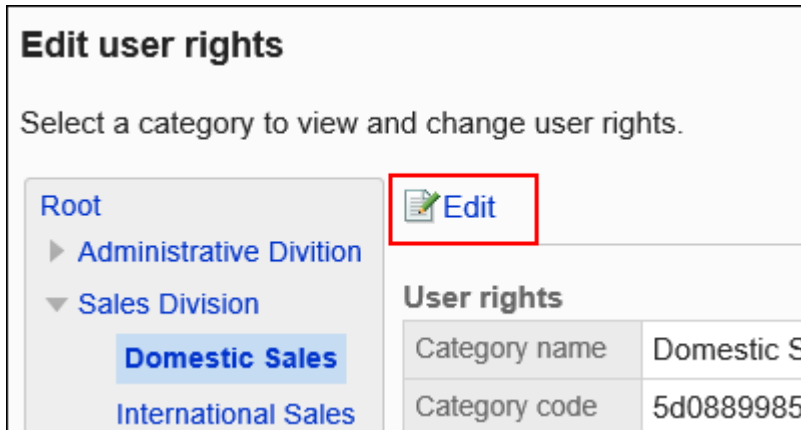 Edit user rights
Select a category to view and change user rights.
Root
Administrative Divition
Sales Division
Domestic Sales
International Sales
Edit
User rights
Category name Domestic S
Category code 5d0889985